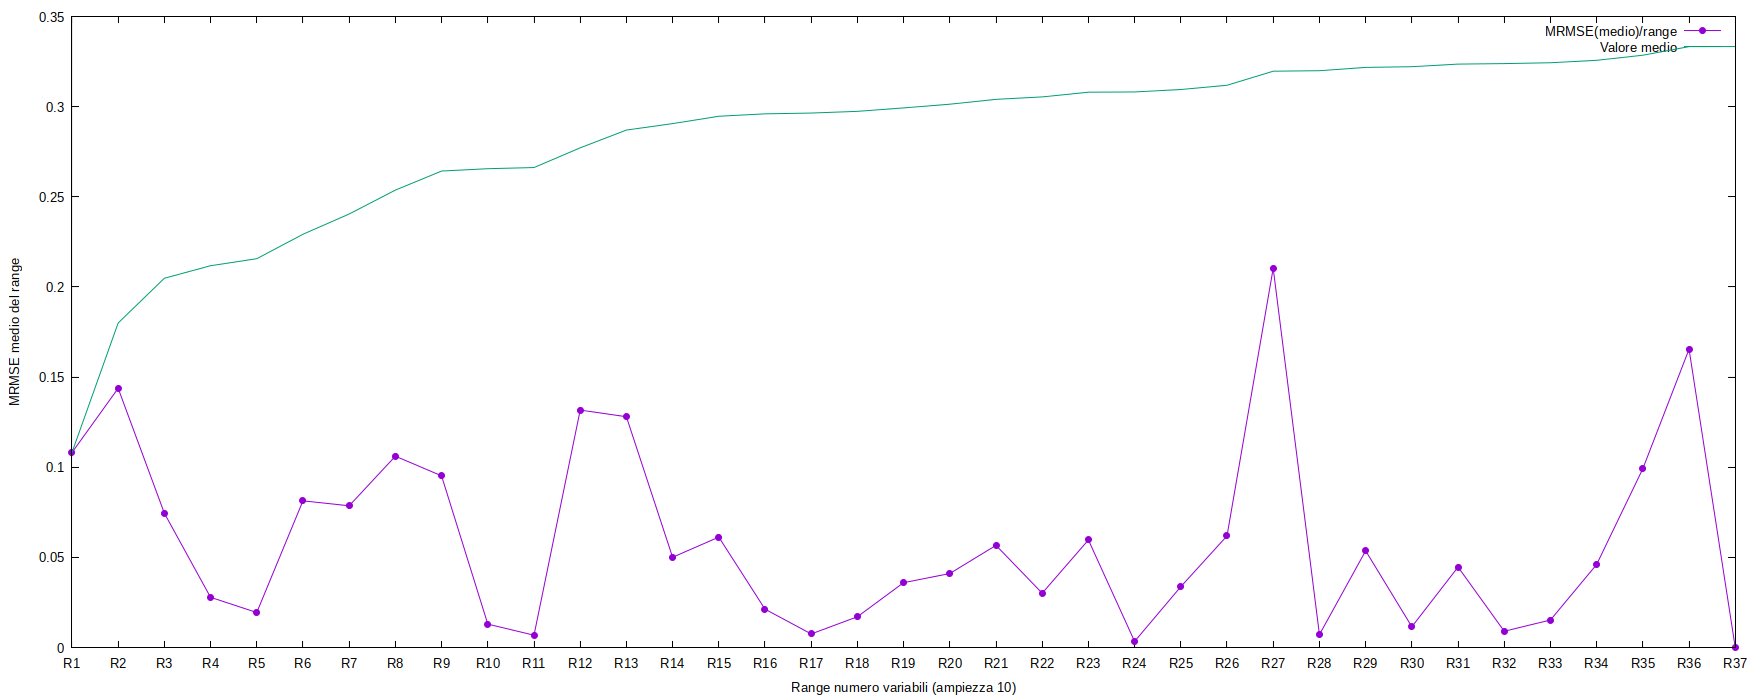 0.35
0.3
0.25
0.2
0.15
0.1
0.05
0
MRMSE medio del range
MRMSE(medio)/range
Valore medio
R1 R2 R3 R4 R5 R6 R7 R8 R9 R10 R11 R12 R13 R14 R15 R16 R17 R18 R19 R20 R21 R22 R23 R24 R25 R26 R27 R28 R29 R30 R31 R32 R33 R34 R35 R36 R37
Range numero variabili (ampiezza 10)